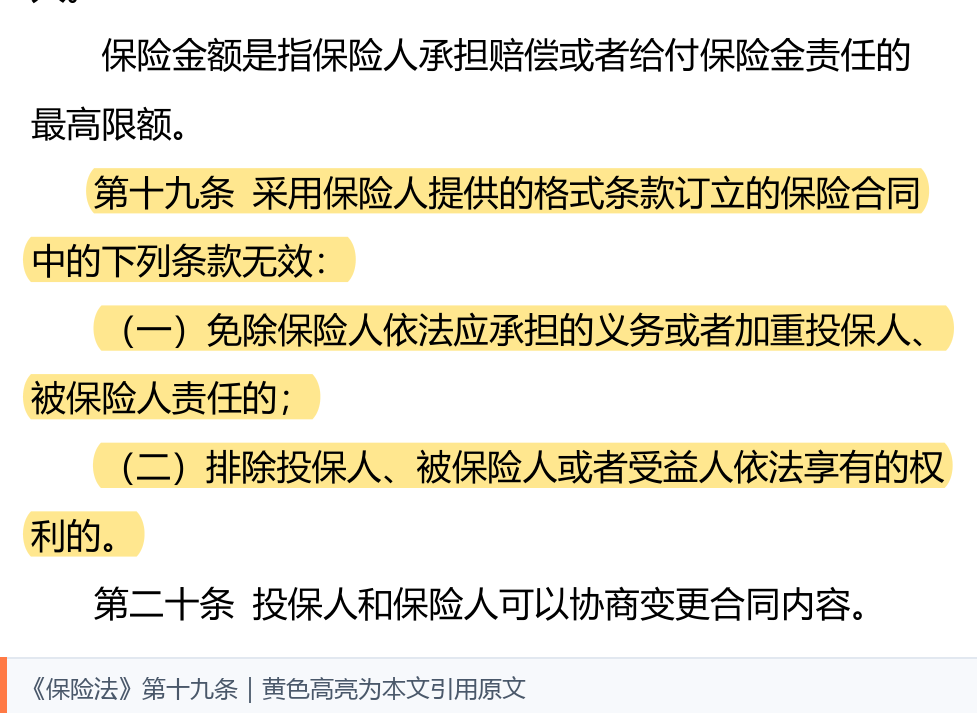 保险金额是指保险人承担赔偿或者给付保险金责任的
最高限额。
第十九条 采用保险人提供的格式条款订立的保险合同
中的下列条款无效：
（一）免除保险人依法应承担的义务或者加重投保人、
被保险人责任的；
（二）排除投保人、被保险人或者受益人依法享有的权
利的。
第二十条 投保人和保险人可以协商变更合同内容。
《保险法》第十九条｜黄色高亮为本文引用原文